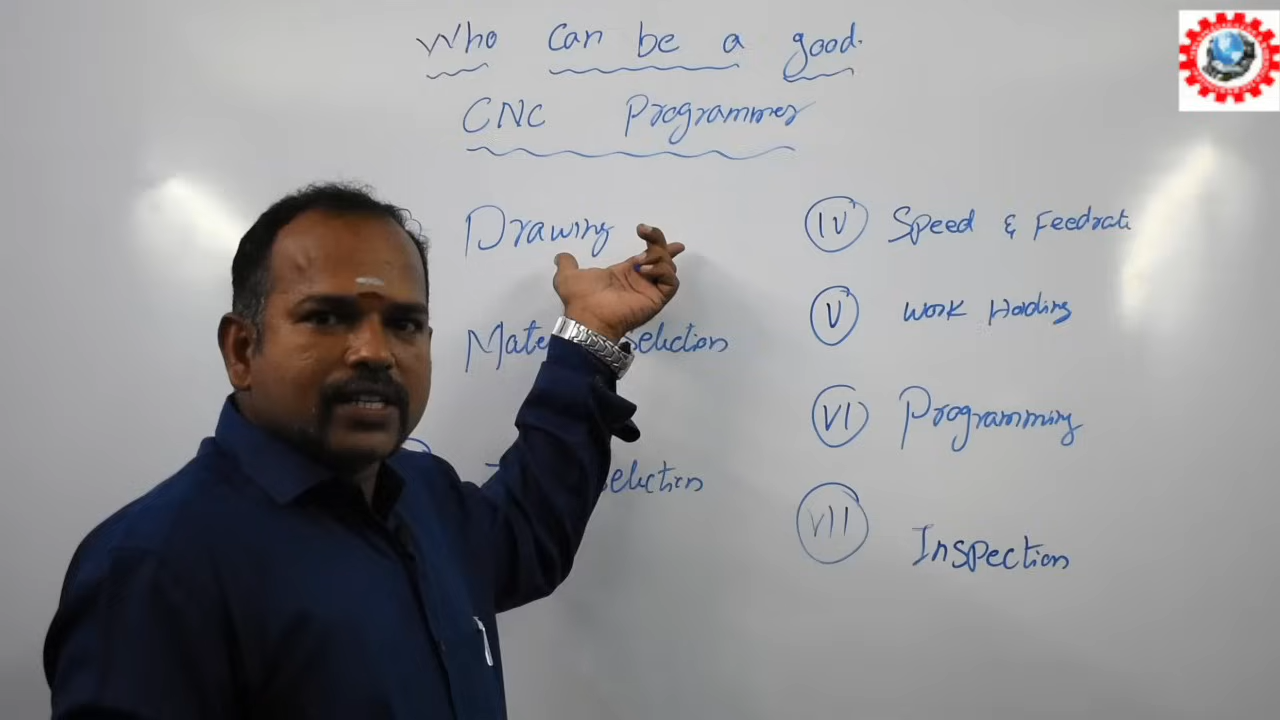 Who can be a good.
CNC Programmer
Drawing
Mate selection
selection
IV Speed & Feedrate
V Work Holding
VI Programming
VII Inspection